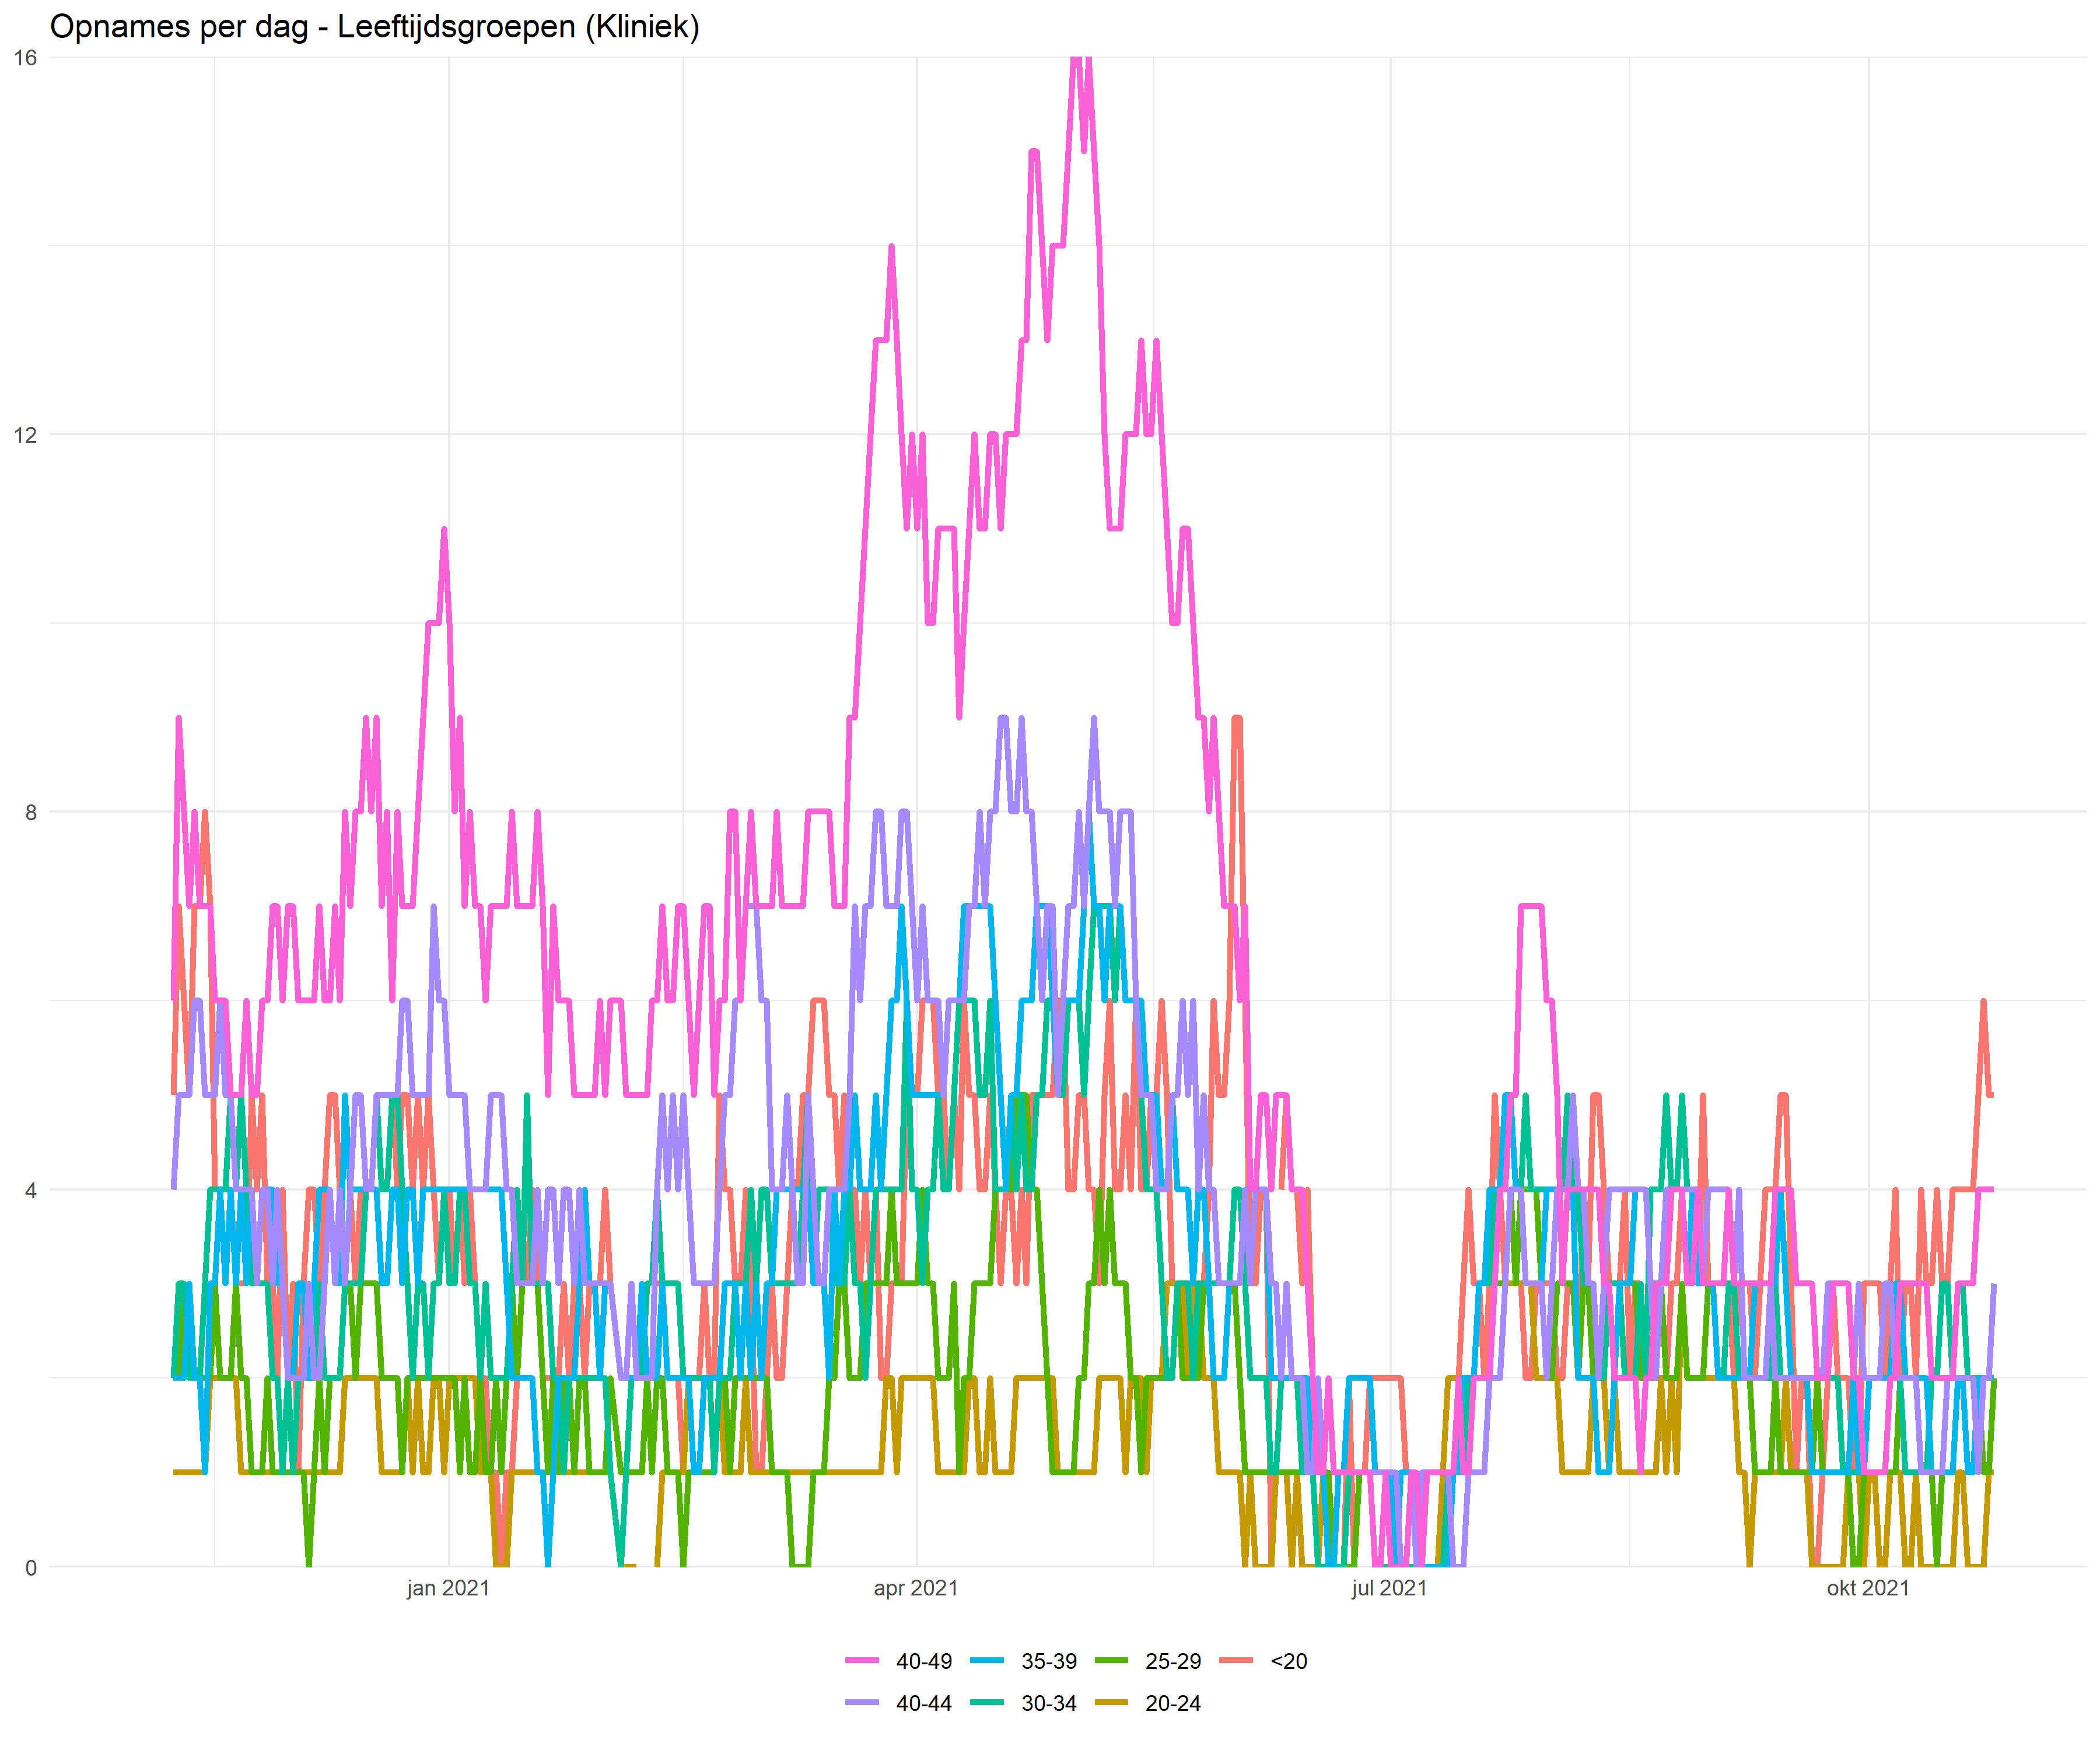 Opnames per dag - Leeftijdsgroepen (Kliniek)
16
12
8
4
0
jan 2021 apr 2021 jul 2021 okt 2021
40-49 35-39 25-29 <20
40-44 30-34 20-24